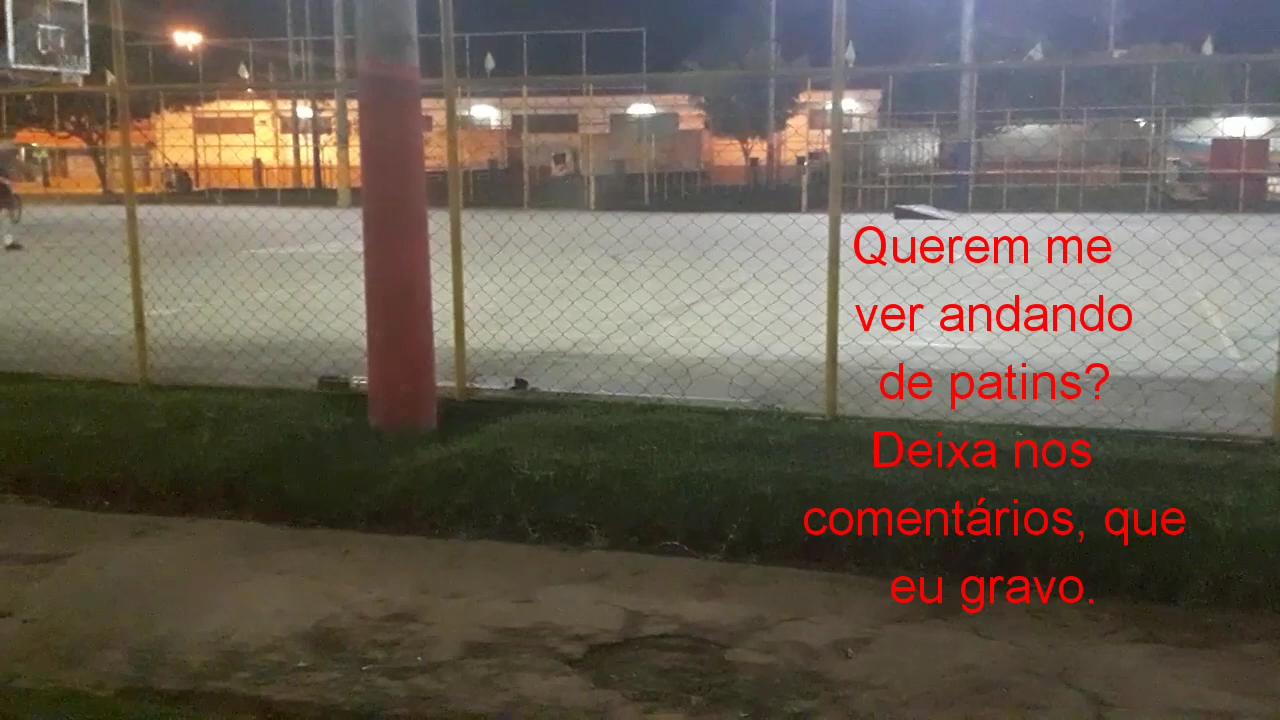 Querem me
ver andando
de patins?
Deixa nos
comentários, que
eu gravo.